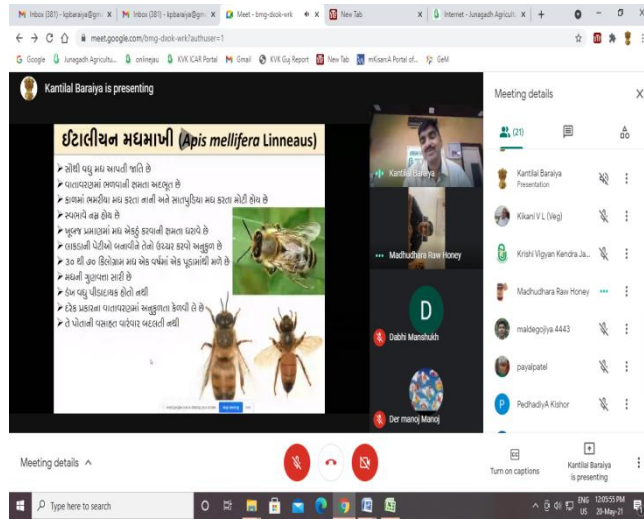 Inbox (381) - kpbaraiya@gm
Inbox (381) - kpbaraiya@gm
Meet - bmg-dxok-wrk
New Tab
Internet - Junagadh Agricult
meet.google.com/bmg-dxok-wrk?authuser=1
Google
Junagadh Agricultu...
onlinejau
KVK ICAR Portal
Gmail
KVK Guj Report
New Tab
mKisan:A Portal of...
GeM
Kantilal Baraiya is presenting
ઈટાલીયન મધમાખી (Apis mellifera Linneaus)
➢ સૌથી વધુ મધ આપતી જાતિ છે
➢ વાતાવરણમાં ભળવાની ક્ષમતા અદભૂત છે
➢ કાળમાં ભમરીયા મધ કરતા નાની અને સાતપુડિયા મધ કરતા મોટી હોય છે
➢ સ્વભાવે નમ્ર હોય છે
➢ ખૂબજ પ્રમાણમાં મધ એકઠું કરવાની ક્ષમતા ધરાવે છે
➢ લાકડાની પેટીઓ બનાવીને તેનો ઉછેર કરવો અનુકુળ છે
➢ ૩૦ થી ૭૦ કિલોગ્રામ મધ એક વર્ષમાં એક પૂડામાંથી મળે છે
➢ મધની ગુણવત્તા સારી છે
➢ ડંખ વધુ પીડાદાયક હોતો નથી
➢ દરેક પ્રકારના વાતાવરણમાં અનુકુળતા કેળવી લે છે
➢ તે પોતાની વસાહત વારંવાર બદલતી નથી
Kantilal Baraiya
Madhudhara Raw Honey
D
Dabhi Manshukh
Der manoj Manoj
Meeting details
(21)
Kantilal Baraiya
Presentation
Kikani V L (Veg)
Krishi Vigyan Kendra Ja...
Madhudhara Raw Honey
maldegojiya 4443
payalpatel
P
PedhadiyA Kishor
Meeting details
Turn on captions
Kantilal Baraiya
is presenting
Type here to search
ENG
US
12:05:55 PM
20-May-21